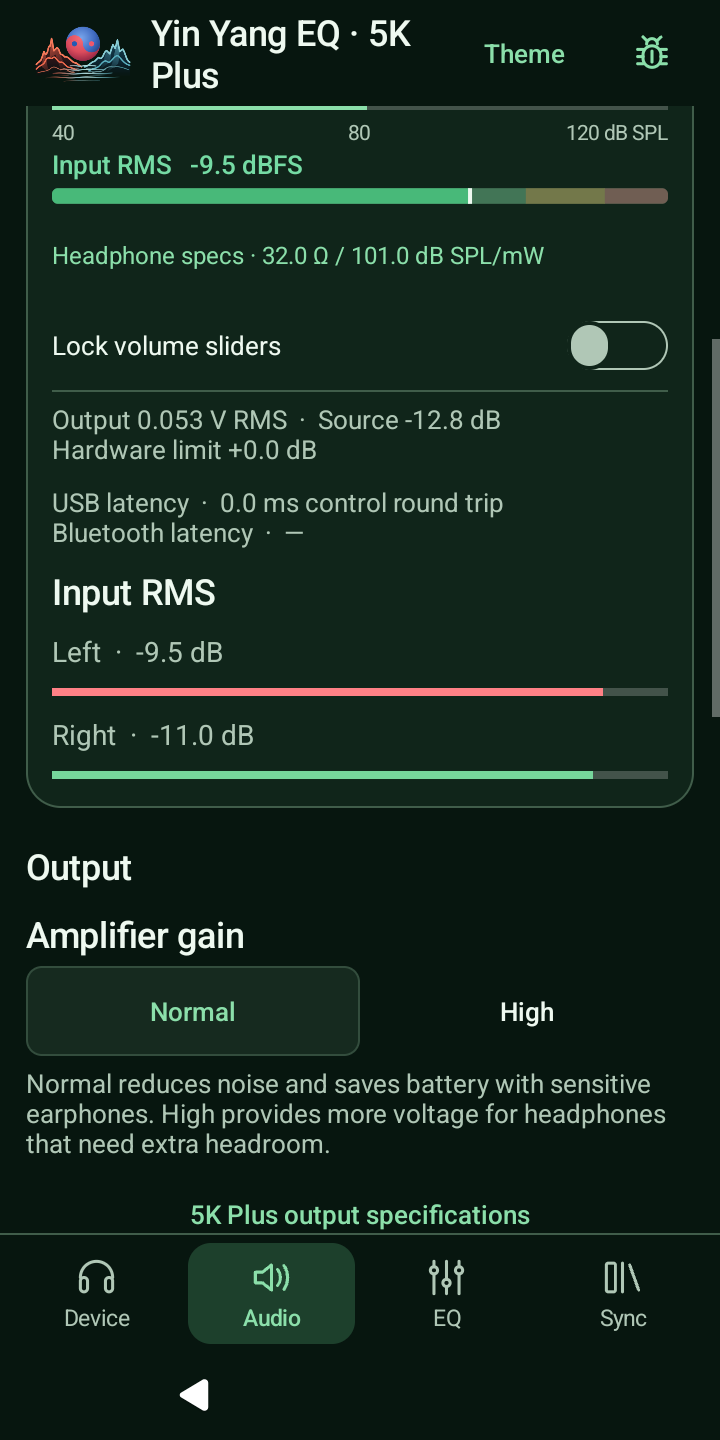 Yin Yang EQ · 5K
Plus
Theme
40 80 120 dB SPL
Input RMS -9.5 dBFS
Headphone specs · 32.0 Ω / 101.0 dB SPL/mW
Lock volume sliders
Output 0.053 V RMS · Source -12.8 dB
Hardware limit +0.0 dB
USB latency · 0.0 ms control round trip
Bluetooth latency · —
Input RMS
Left · -9.5 dB
Right · -11.0 dB
Output
Amplifier gain
Normal High
Normal reduces noise and saves battery with sensitive
earphones. High provides more voltage for headphones
that need extra headroom.
5K Plus output specifications
Device Audio EQ Sync